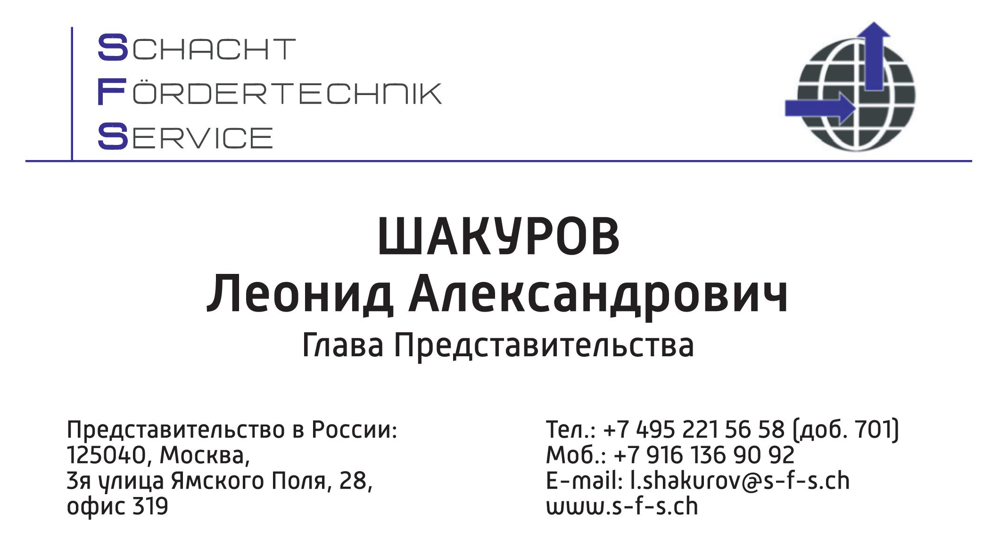 SCHACHT
FÖRDERTECHNIK
SERVICE
ШАКУРОВ
Леонид Александрович
Глава Представительства
Представительство в России:
125040, Москва,
3я улица Ямского Поля, 28,
офис 319
Тел.: +7 495 221 56 58 (доб. 701)
Моб.: +7 916 136 90 92
E-mail: l.shakurov@s-f-s.ch
www.s-f-s.ch